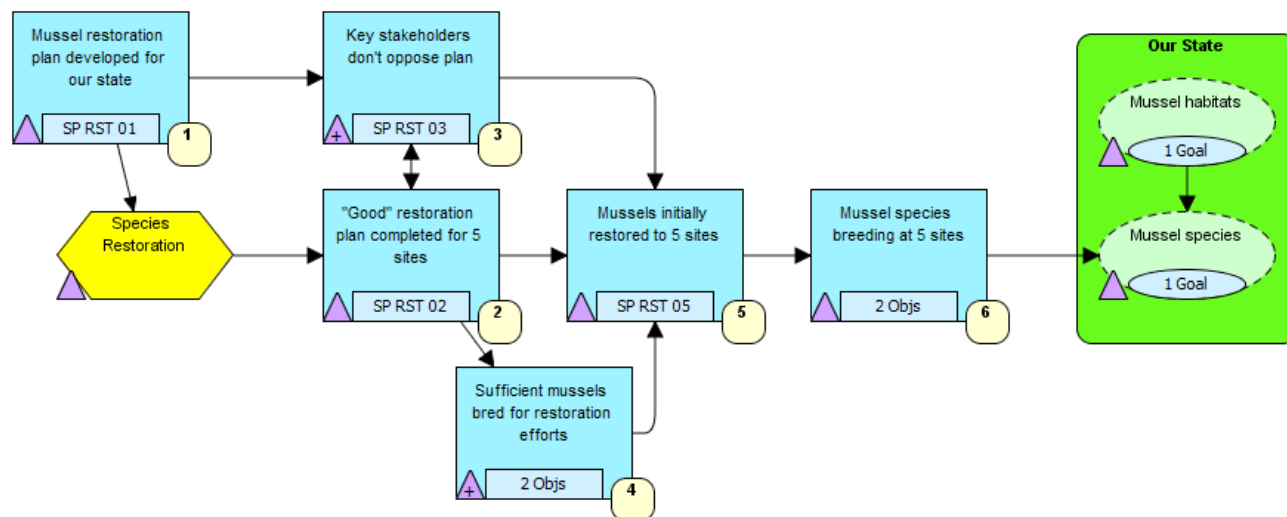 Mussel restoration
plan developed for
our state
SP RST 01
1
Key stakeholders
don't oppose plan
+
SP RST 03
3
Our State
Mussel habitats
1 Goal
Mussel species
1 Goal
Species
Restoration
"Good" restoration
plan completed for 5
sites
SP RST 02
2
Mussels initially
restored to 5 sites
SP RST 05
5
Mussel species
breeding at 5 sites
2 Objs
6
Sufficient mussels
bred for restoration
efforts
+
2 Objs
4